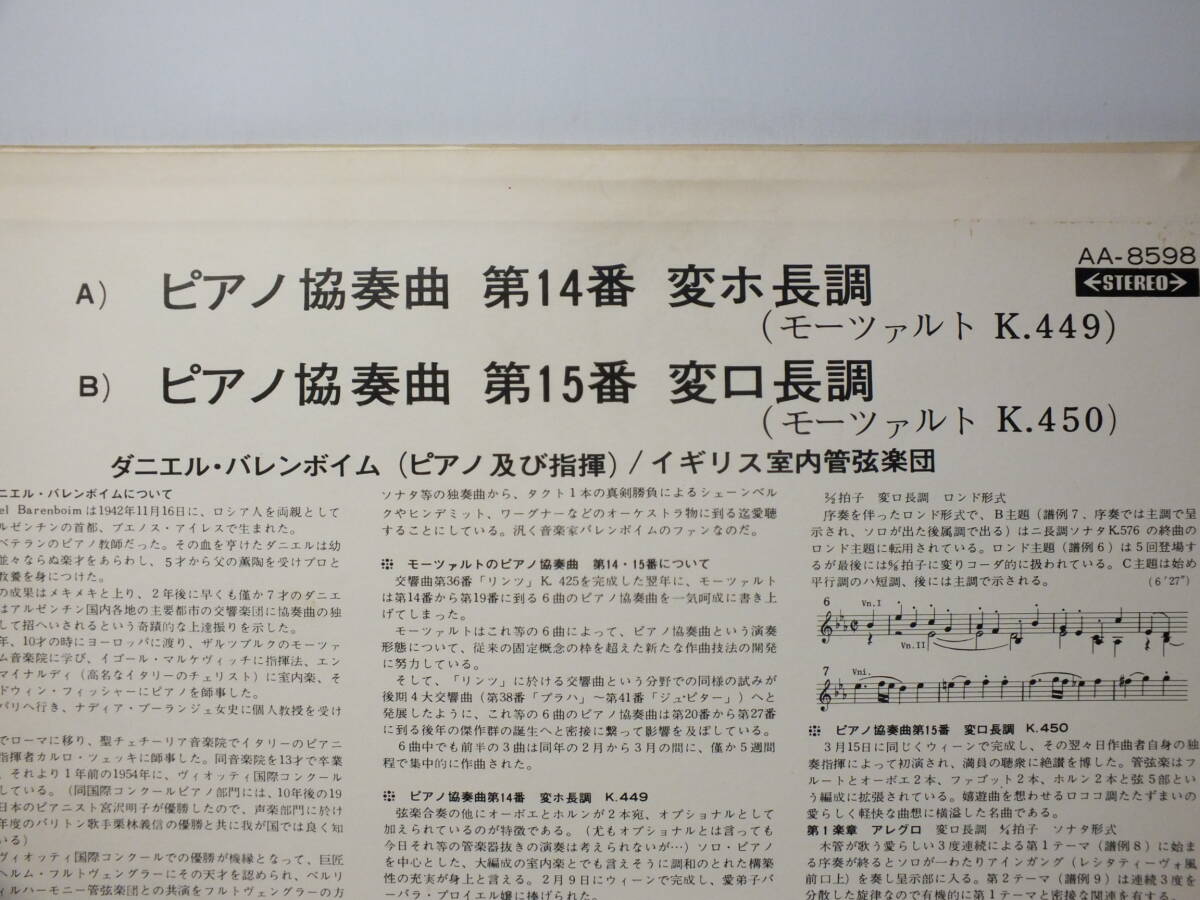 AA-8598
STEREO
A) ピアノ協奏曲 第14番 変ホ長調
(モーツァルト K.449)
B) ピアノ協奏曲 第15番 変ロ長調
(モーツァルト K.450)
ダニエル・バレンボイム (ピアノ及び指揮) / イギリス室内管弦楽団
ニエル・バレンボイムについて
el Barenboimは1942年11月16日に、ロシア人を両親として
ルゼンチンの首都、ブエノス・アイレスで生まれた。
ベテランのピアノ教師だった。その血を亨けたダニエルは幼
並々ならぬ楽才をあらわし、5才から父の薫陶を受けプロと
教養を身につけた。
の成果はメキメキと上り、2年後に早くも僅か7才のダニエ
はアルゼンチン国内各地の主要都市の交響楽団に協奏曲の独
して招へいされるという奇蹟的な上達振りを示した。
年、10才の時にヨーロッパに渡り、ザルツブルクのモーツァ
ム音楽院に学び、イゴール・マルケヴィッチに指揮法、エン
マイナルディ(高名なイタリーのチェリスト)に室内楽、そ
ドウィン・フィッシャーにピアノを師事した。
パリへ行き、ナディア・ブーランジェ女史に個人教授を受け
でローマに移り、聖チェチーリア音楽院でイタリーのピアニ
指揮者カルロ・ツェッキに師事した。同音楽院を13才で卒業
、それより1年前の1954年に、ヴィオッティ国際コンクール
している。(同国際コンクールピアノ部門には、10年後の19
日本のピアニスト宮沢明子が優勝したので、声楽部門に於け
年度のバリトン歌手栗林義信の優勝と共に我が国では良く知
いる)
ヴィオッティ国際コンクールでの優勝が機縁となって、巨匠
ヘルム・フルトヴェングラーにその天才を認められ、ベルリ
ィルハーモニー管弦楽団との共演をフルトヴェングラーの方
ソナタ等の独奏曲から、タクト1本の真剣勝負によるシェーンベル
クやヒンデミット、ワーグナーなどのオーケストラ物に到る迄愛聴
することにしている。汎く音楽家バレンボイムのファンなのだ。
モーツァルトのピアノ協奏曲 第14・15番について
交響曲第36番「リンツ」K. 425を完成した翌年に、モーツァルト
は第14番から第19番に到る6曲のピアノ協奏曲を一気呵成に書き上
げてしまった。
モーツァルトはこれ等の6曲によって、ピアノ協奏曲という演奏
形態について、従来の固定概念の枠を超えた新たな作曲技法の開発
に努力している。
そして、「リンツ」に於ける交響曲という分野での同様の試みが
後期4大交響曲(第38番「プラハ」〜第41番「ジュピター」)へと
発展したように、これ等の6曲のピアノ協奏曲は第20番から第27番
に到る後年の傑作群の誕生へと密接に繋って影響を及ぼしている。
6曲中でも前半の3曲は同年の2月から3月の間に、僅か5週間
程で集中的に作曲された。
ピアノ協奏曲第14番 変ホ長調 K.449
弦楽合奏の他にオーボエとホルンが2本宛、オプショナルとして
加えられているのが特徴である。(尤もオプショナルとは言っても
今日それ等の管楽器抜きの演奏は考えられないが…)ソロ・ピアノ
を中心とした、大編成の室内楽とでも言えそうに調和のとれた構築
性の充実が身上と言える。2月9日にウィーンで完成し、愛弟子バ
ーバラ・プロイエル嬢に捧げられた。
2/2拍子 変ロ長調 ロンド形式
序奏を伴ったロンド形式で、B主題(譜例7、序奏では主調で呈
示され、ソロが出た後属調で出る)はニ長調ソナタK.576の終曲の
ロンド主題に転用されている。ロンド主題(譜例6)は5回登場す
るが最後には6/8拍子に変りコーダ的に扱われている。C主題は始め
平行調のハ短調、後には主調で示される。 (6′27″)
6 Vn.I
Vn.II
7 Vni.
ピアノ協奏曲第15番 変ロ長調 K.450
3月15日に同じくウィーンで完成し、その翌々日作曲者自身の独
奏指揮によって初演され、満員の聴衆に絶讃を博した。管弦楽はフ
ルートとオーボエ2本、ファゴット2本、ホルン2本と弦5部とい
う編成に拡張されている。嬉遊曲を想わせるロココ調たたずまいの
愛らしく軽快な曲想に横溢した名曲である。
第1楽章 アレグロ 変ロ長調 4/4拍子 ソナタ形式
木管が歌う愛らしい3度連続による第1テーマ(譜例8)に始ま
る序奏が終るとソロが一わたりアインガング(レシタティーヴォ風
前口上)を奏し呈示部に入る。第2テーマ(譜例9)は連続3度を
分散した旋律なので有機的に第1テーマと密接な関連を有する。